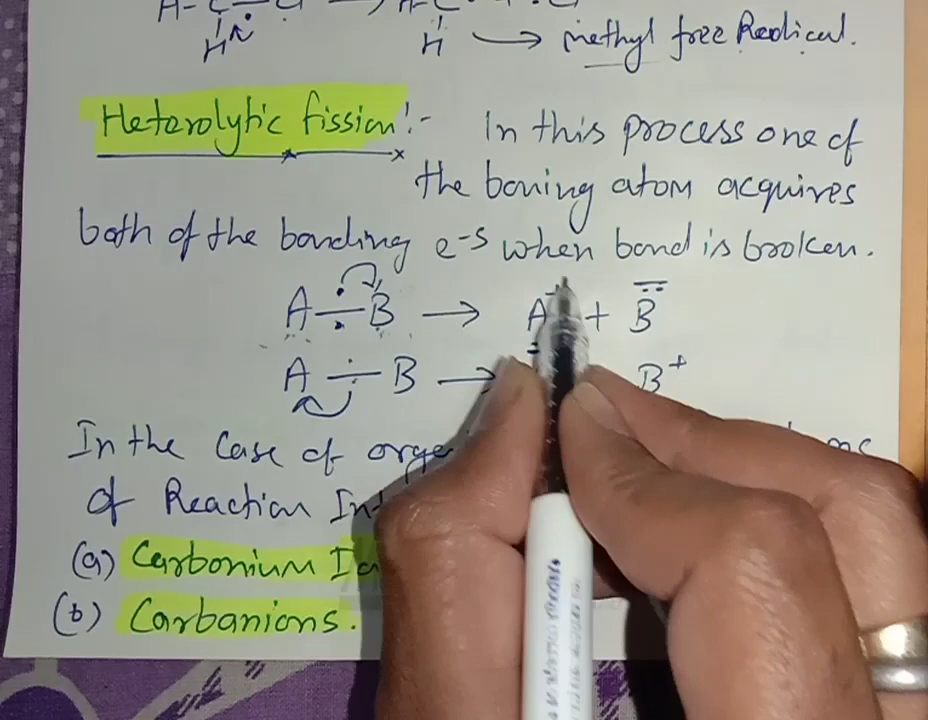 H → methyl free Radical.
H
Heterolytic fission:- In this process one of
the boning atom acquires
both of the bonding e-s when bond is broken.
A÷B → A + B̈
A ÷ B → B+
In the Case of
of Reaction
(a) Carbonium
(b) Carbanions.